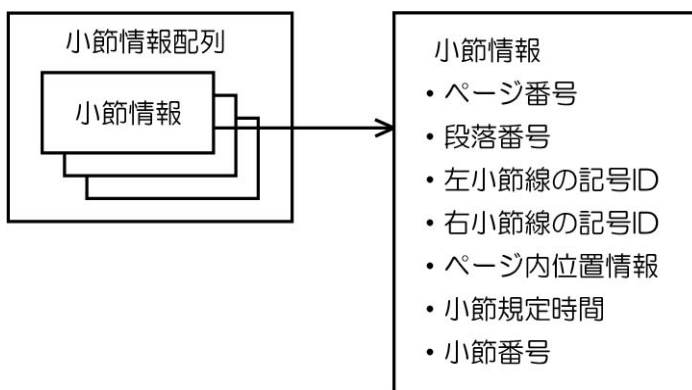 小節情報配列
小節情報
小節情報
・ページ番号
・段落番号
・左小節線の記号ID
・右小節線の記号ID
・ページ内位置情報
・小節規定時間
・小節番号